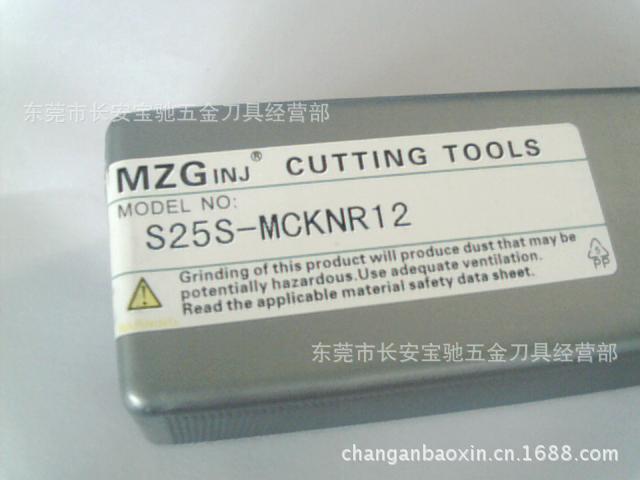 东莞市长安宝驰五金刀具经营部
MZGINJ® CUTTING TOOLS
MODEL NO:
S25S-MCKNR12
Grinding of this product will produce dust that may be
potentially hazardous.Use adequate ventilation.
Read the applicable material safety data sheet.
5
PP
WARNING
东莞市长安宝驰五金刀具经营部
changanbaoxin.cn.1688.com